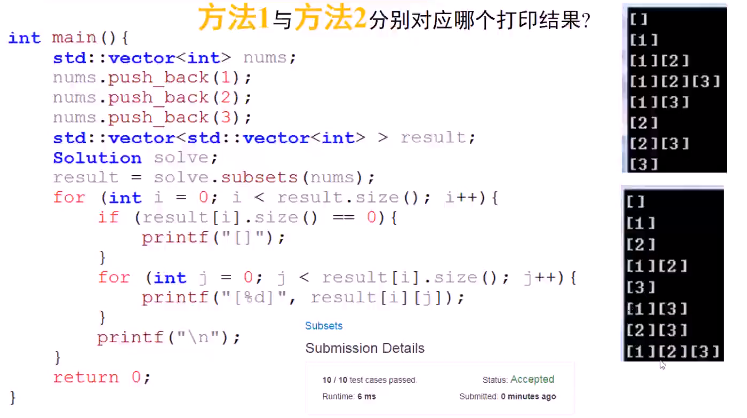 方法1与方法2分别对应哪个打印结果?
int main(){
std::vector<int> nums;
nums.push_back(1);
nums.push_back(2);
nums.push_back(3);
std::vector<std::vector<int> > result;
Solution solve;
result = solve.subsets(nums);
for (int i = 0; i < result.size(); i++){
if (result[i].size() == 0){
printf("[]");
}
for (int j = 0; j < result[i].size(); j++){
printf("[%d]", result[i][j]);
}
printf("\n");
}
return 0;
}
Subsets
Submission Details
10 / 10 test cases passed.
Status: Accepted
Runtime: 6 ms
Submitted: 0 minutes ago
[]
[1]
[1][2]
[1][2][3]
[1][3]
[2]
[2][3]
[3]
[]
[1]
[2]
[1][2]
[3]
[1][3]
[2][3]
[1][2][3]